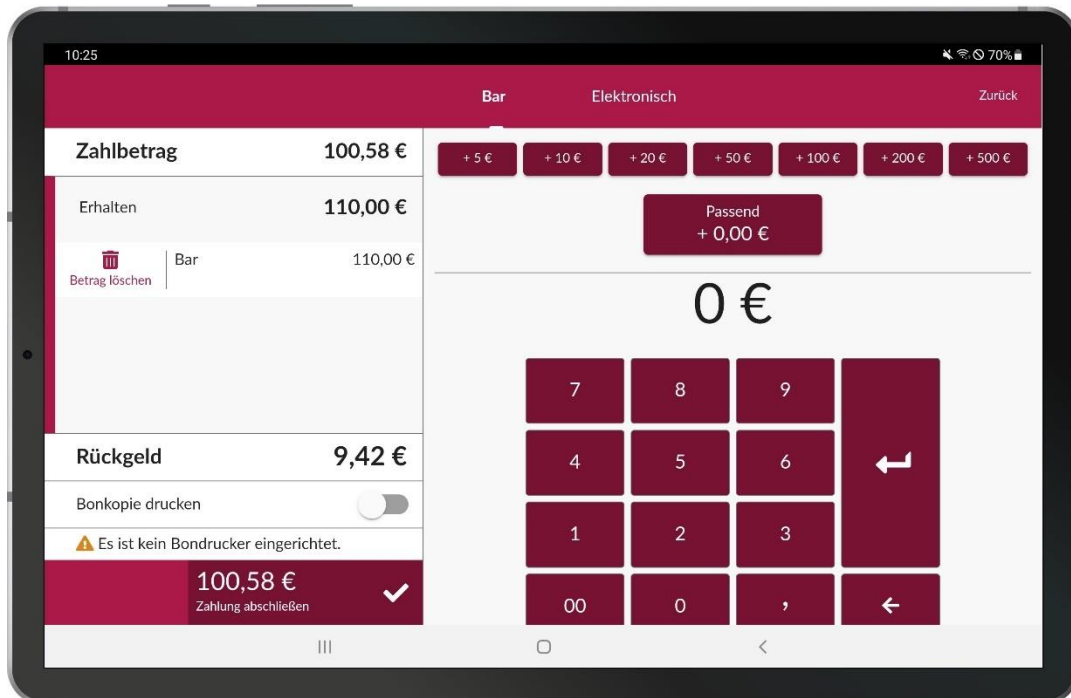 10:25
70%
Bar
Elektronisch
Zurück
Zahlbetrag 100,58 €
Erhalten 110,00 €
Betrag löschen
Bar 110,00 €
Rückgeld 9,42 €
Bonkopie drucken
Es ist kein Bondrucker eingerichtet.
100,58 €
Zahlung abschließen
+ 5 €
+ 10 €
+ 20 €
+ 50 €
+ 100 €
+ 200 €
+ 500 €
Passend
+ 0,00 €
0 €
7 8 9
4 5 6
1 2 3
00 0 ,